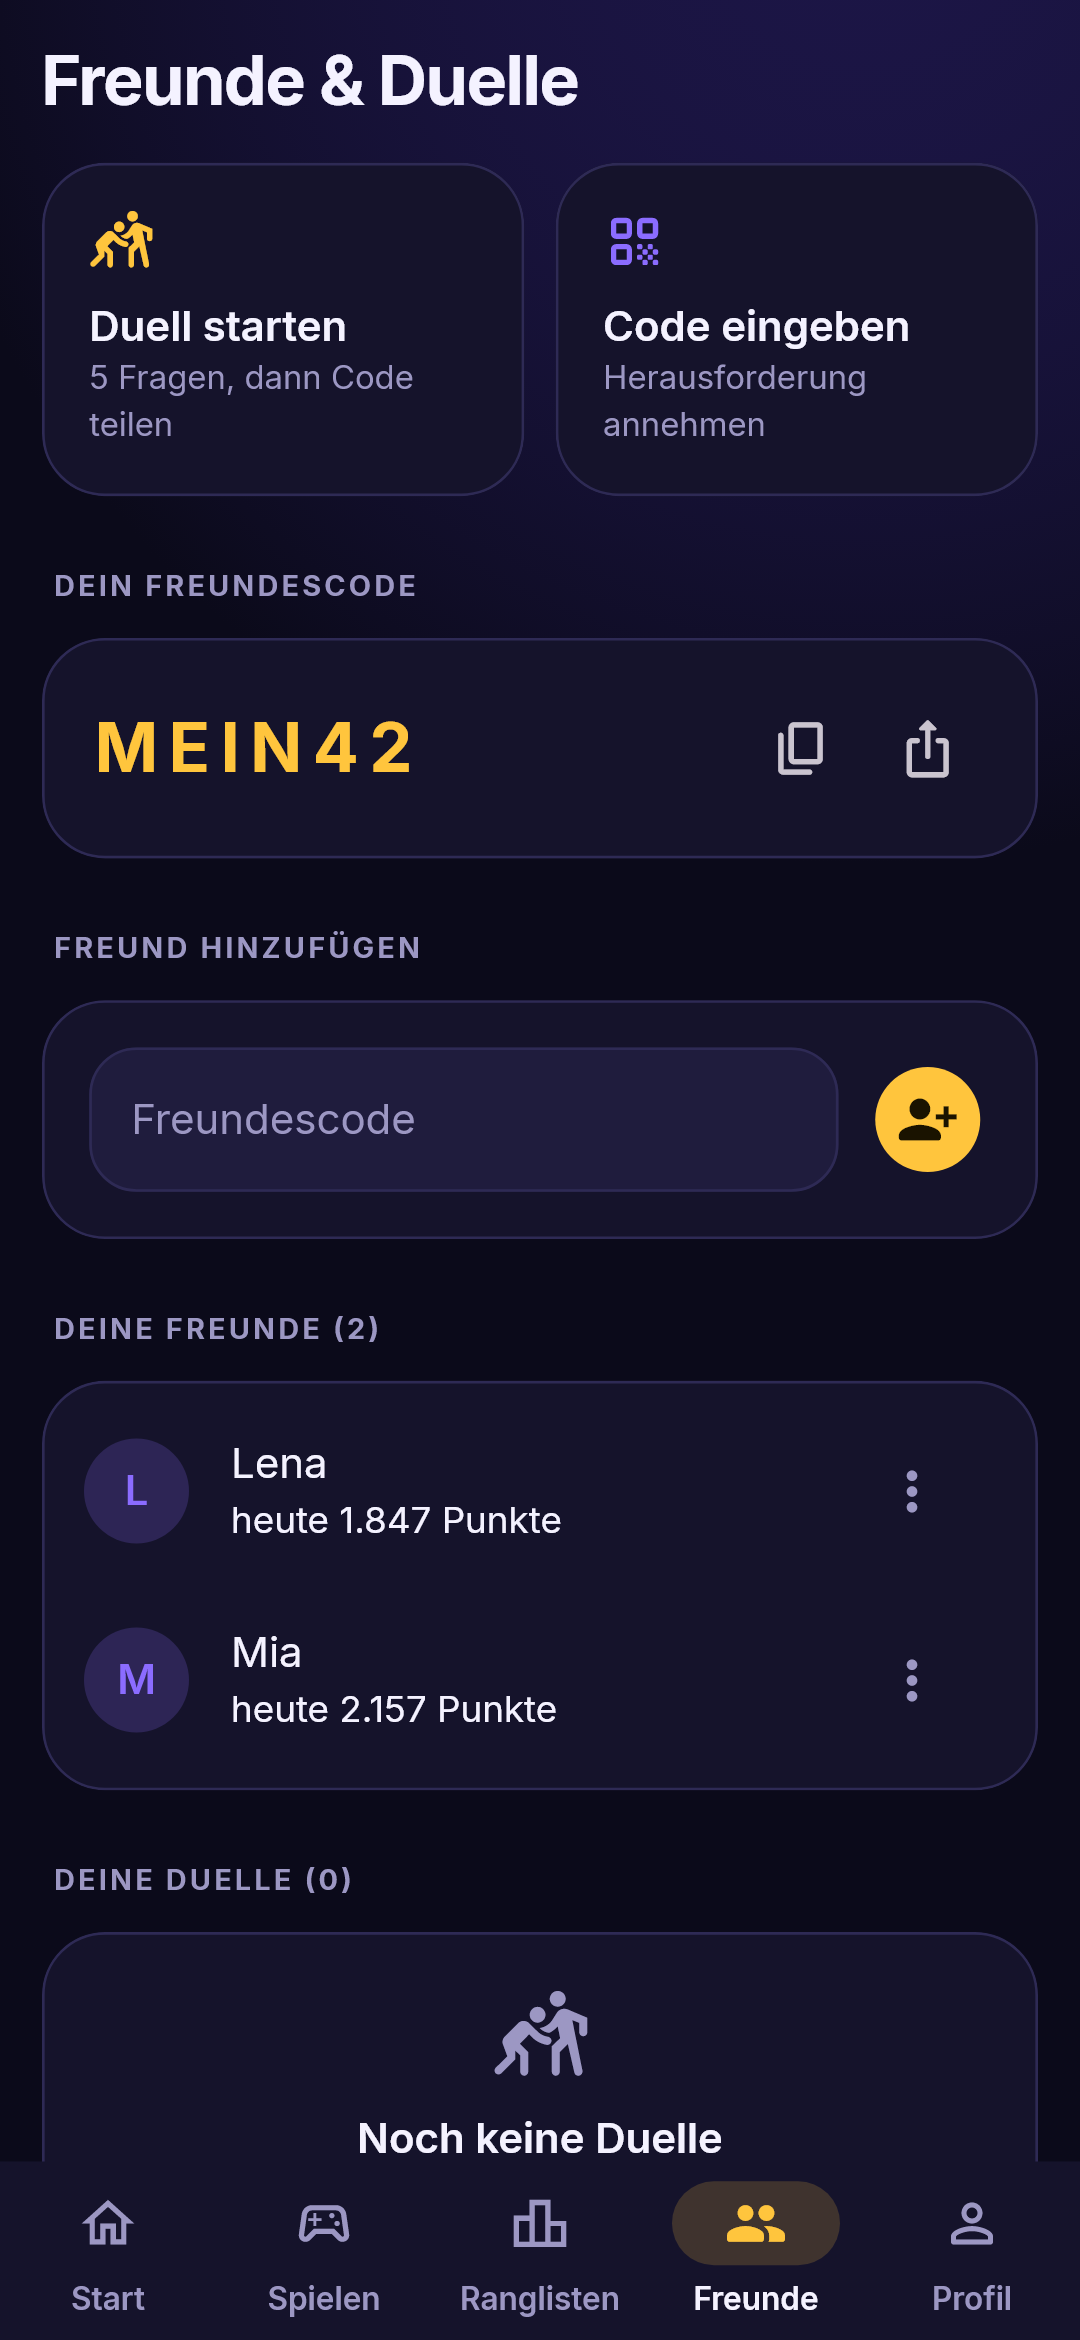 Freunde & Duelle
Duell starten
5 Fragen, dann Code
teilen
Code eingeben
Herausforderung
annehmen
DEIN FREUNDESCODE
MEIN42
FREUND HINZUFÜGEN
Freundescode
DEINE FREUNDE (2)
L
Lena
heute 1.847 Punkte
M
Mia
heute 2.157 Punkte
DEINE DUELLE (0)
Noch keine Duelle
Start
Spielen
Ranglisten
Freunde
Profil